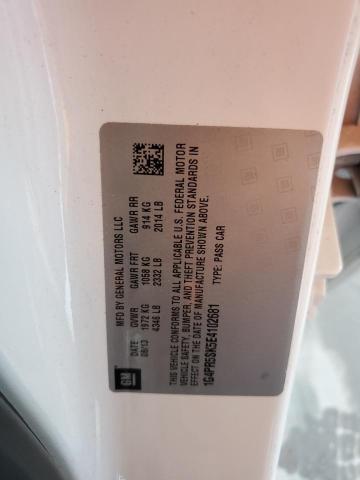 GM MFD BY GENERAL MOTORS LLC
DATE GVWR GAWR FRT GAWR RR
08/13 1972 KG 1058 KG 914 KG
4346 LB 2332 LB 2014 LB
THIS VEHICLE CONFORMS TO ALL APPLICABLE U.S. FEDERAL MOTOR
VEHICLE SAFETY, BUMPER, AND THEFT PREVENTION STANDARDS IN
EFFECT ON THE DATE OF MANUFACTURE SHOWN ABOVE.
1G4PR5SK5E4102681 TYPE: PASS CAR